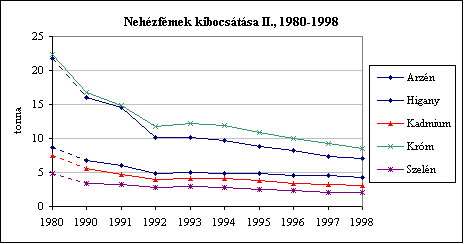 Nehézfémek kibocsátása II., 1980-1998
tonna
25
20
15
10
5
0
1980 1990 1991 1992 1993 1994 1995 1996 1997 1998
Arzén
Higany
Kadmium
Króm
Szelén